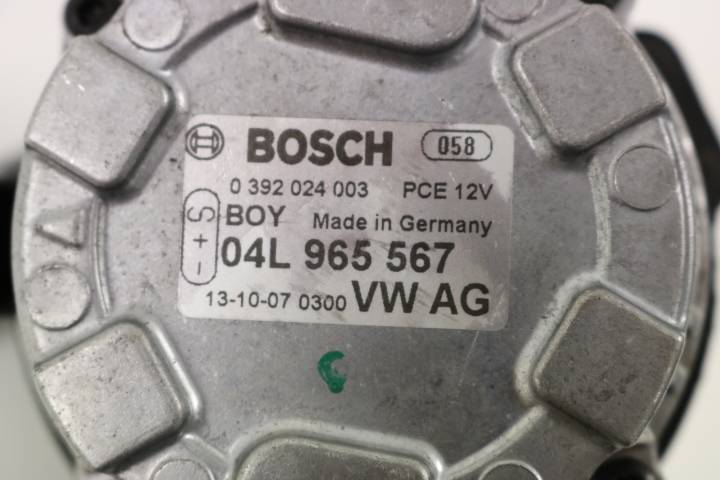 BOSCH 058
0 392 024 003 PCE 12V
BOY Made in Germany
S + -
04L 965 567
13-10-07 0300 VW AG